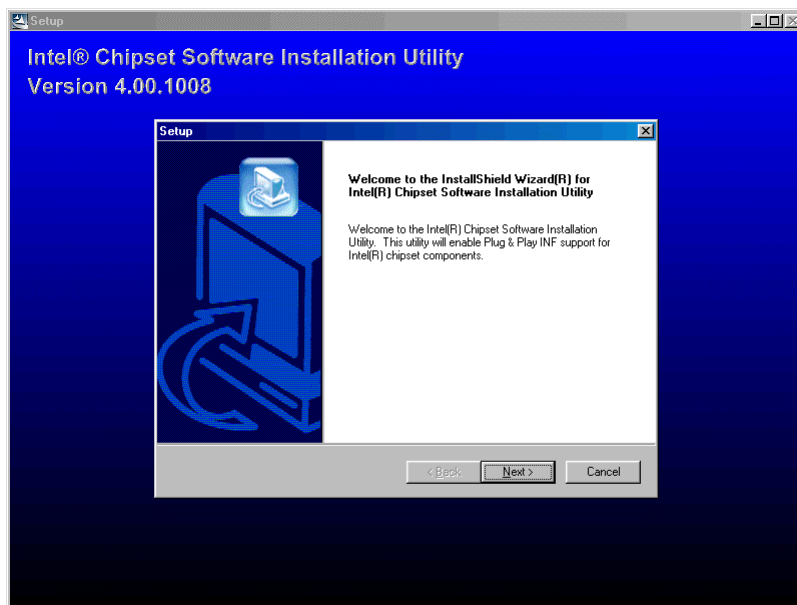 Setup
Intel® Chipset Software Installation Utility
Version 4.00.1008
Setup
Welcome to the InstallShield Wizard(R) for
Intel(R) Chipset Software Installation Utility
Welcome to the Intel(R) Chipset Software Installation
Utility. This utility will enable Plug & Play INF support for
Intel(R) chipset components.
< Back
Next >
Cancel